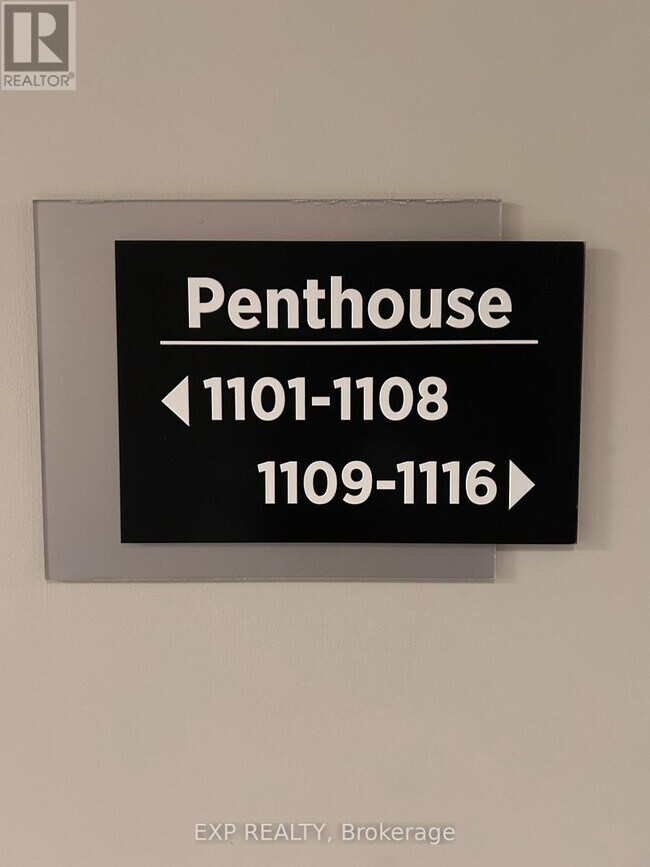 R
REALTOR®
Penthouse
1101-1108
1109-1116
EXP REALTY, Brokerage